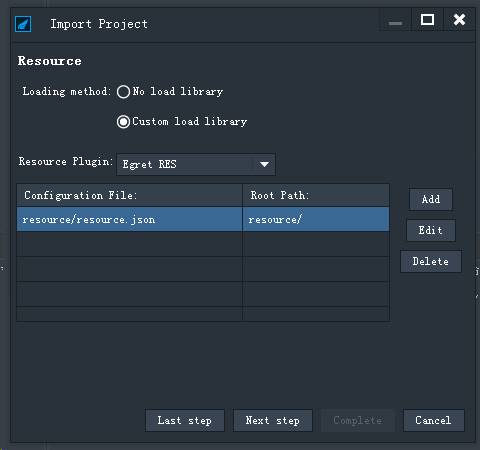 Import Project
Resource
Loading method: No load library
Custom load library
Resource Plugin: Egret RES
Configuration File: Root Path:
resource/resource.json resource/
Add
Edit
Delete
Last step Next step Complete Cancel